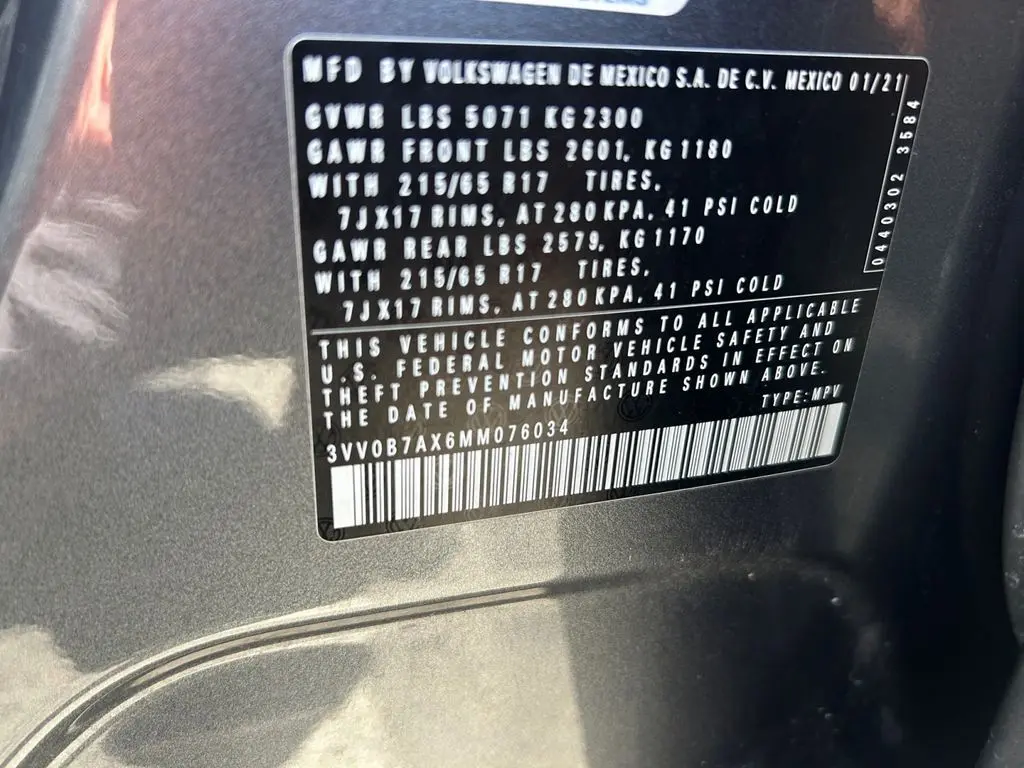 MFD BY VOLKSWAGEN DE MEXICO S.A. DE C.V. MEXICO 01/21
GVWR LBS 5071 KG 2300
GAWR FRONT LBS 2601, KG 1180
WITH 215/65 R17 TIRES,
7JX17 RIMS, AT 280 KPA, 41 PSI COLD
GAWR REAR LBS 2579, KG 1170
WITH 215/65 R17 TIRES,
7JX17 RIMS, AT 280 KPA, 41 PSI COLD
0440302 3584
THIS VEHICLE CONFORMS TO ALL APPLICABLE
U.S. FEDERAL MOTOR VEHICLE SAFETY AND
THEFT PREVENTION STANDARDS IN EFFECT ON
THE DATE OF MANUFACTURE SHOWN ABOVE.
TYPE:MPV
3VV0B7AX6MM076034